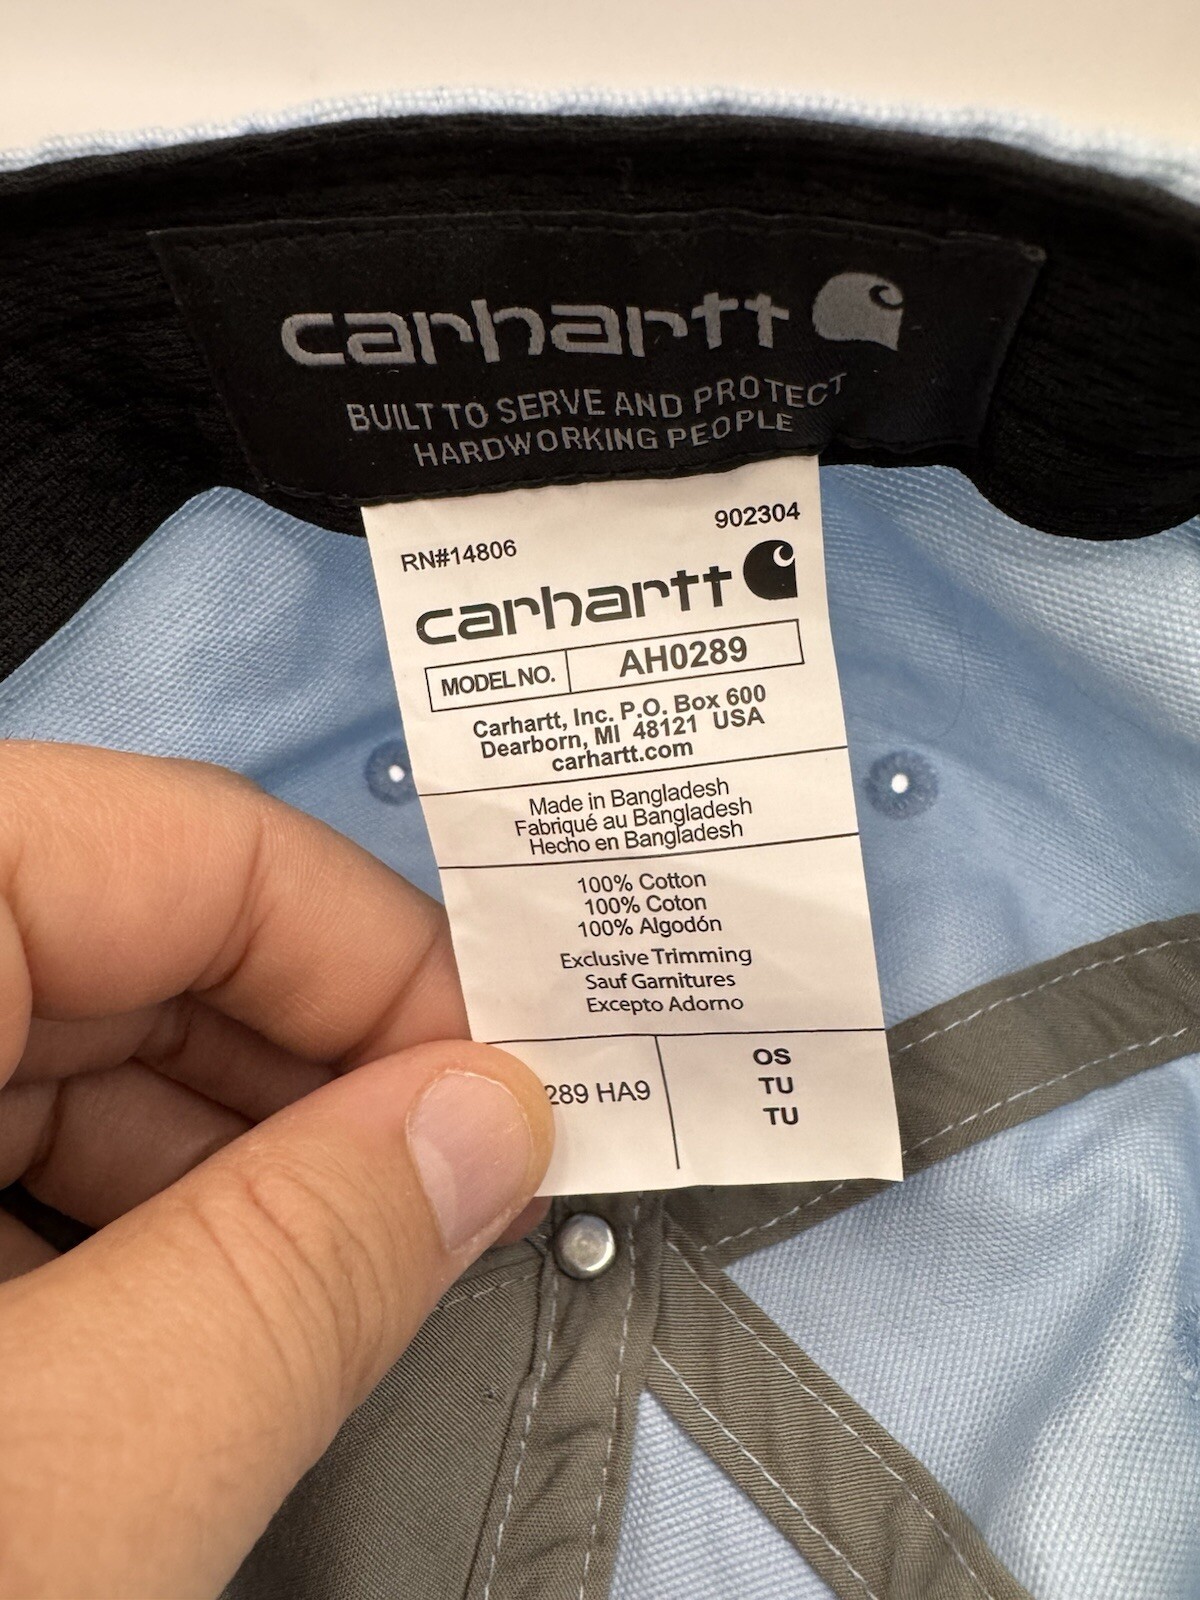 carhartt
BUILT TO SERVE AND PROTECT
HARDWORKING PEOPLE
902304
RN#14806
carhartt
MODEL NO. AH0289
Carhartt, Inc. P.O. Box 600
Dearborn, MI 48121 USA
carhartt.com
Made in Bangladesh
Fabriqué au Bangladesh
Hecho en Bangladesh
100% Cotton
100% Coton
100% Algodón
Exclusive Trimming
Sauf Garnitures
Excepto Adorno
289 HA9
OS
TU
TU